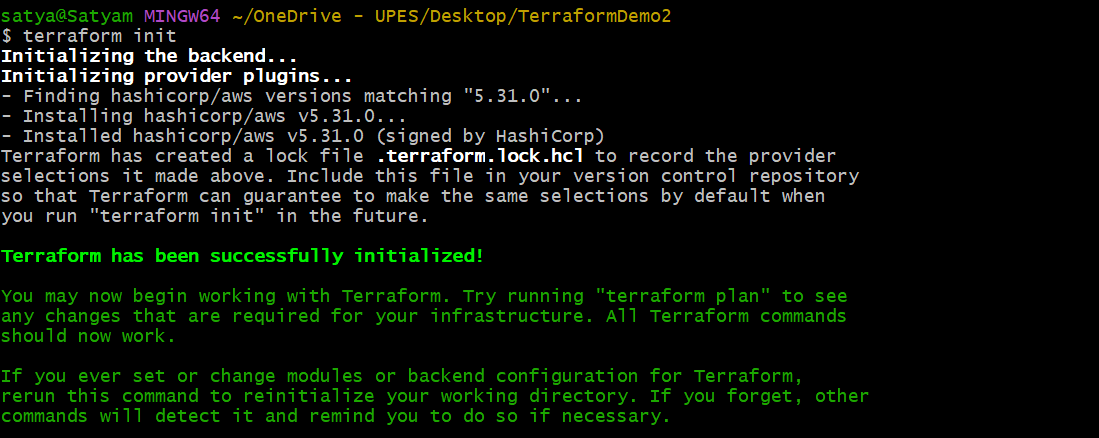 satya@Satyam MINGW64 ~/OneDrive - UPES/Desktop/TerraformDemo2
$ terraform init
Initializing the backend...
Initializing provider plugins...
- Finding hashicorp/aws versions matching "5.31.0"...
- Installing hashicorp/aws v5.31.0...
- Installed hashicorp/aws v5.31.0 (signed by HashiCorp)
Terraform has created a lock file .terraform.lock.hcl to record the provider
selections it made above. Include this file in your version control repository
so that Terraform can guarantee to make the same selections by default when
you run "terraform init" in the future.
Terraform has been successfully initialized!
You may now begin working with Terraform. Try running "terraform plan" to see
any changes that are required for your infrastructure. All Terraform commands
should now work.
If you ever set or change modules or backend configuration for Terraform,
rerun this command to reinitialize your working directory. If you forget, other
commands will detect it and remind you to do so if necessary.